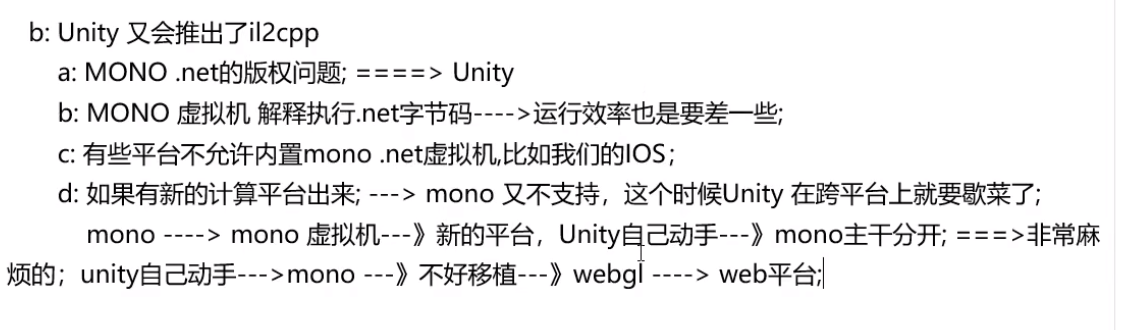 b: Unity 又会推出了il2cpp
a: MONO .net的版权问题; ====> Unity
b: MONO 虚拟机 解释执行.net字节码---->运行效率也是要差一些;
c: 有些平台不允许内置mono .net虚拟机,比如我们的IOS；
d: 如果有新的计算平台出来; ---> mono 又不支持，这个时候Unity 在跨平台上就要歇菜了;
mono ----> mono 虚拟机---》新的平台，Unity自己动手---》mono主干分开; ===>非常麻
烦的；unity自己动手--->mono ---》不好移植---》webgl ----> web平台;